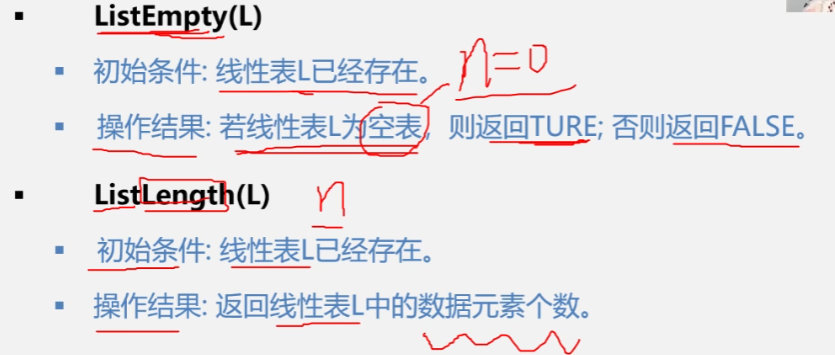 ListEmpty(L)
初始条件: 线性表L已经存在。 n=0
操作结果: 若线性表L为空表, 则返回TURE; 否则返回FALSE。
ListLength(L) n
初始条件: 线性表L已经存在。
操作结果: 返回线性表L中的数据元素个数。